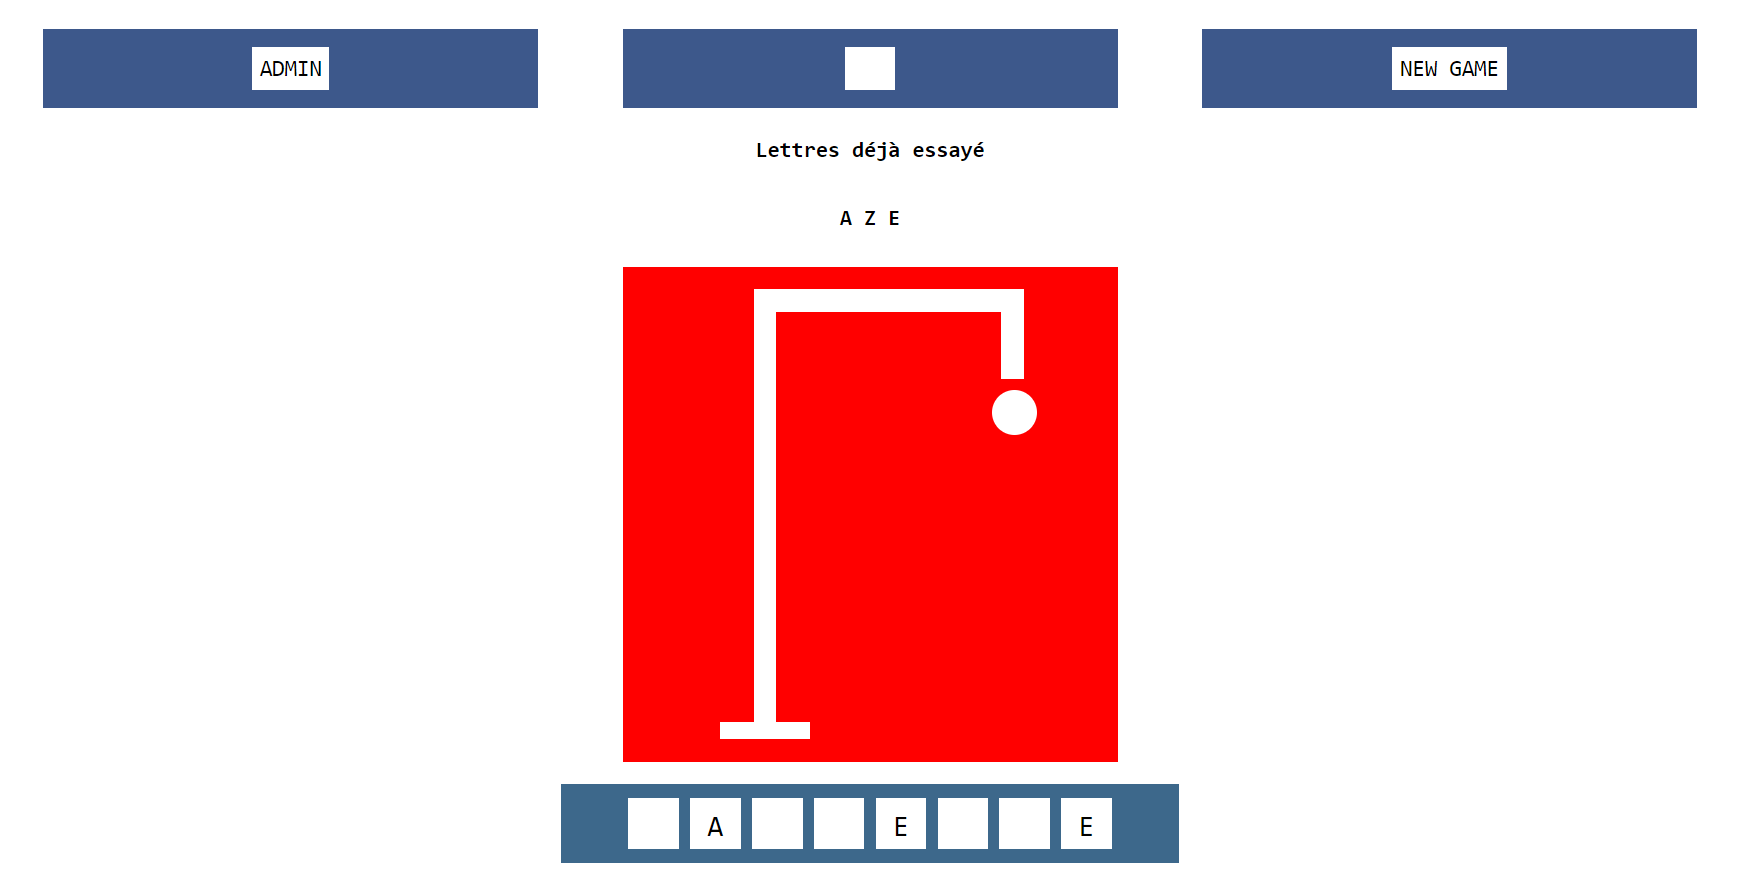 ADMIN
NEW GAME
Lettres déjà essayé
A Z E
A E E